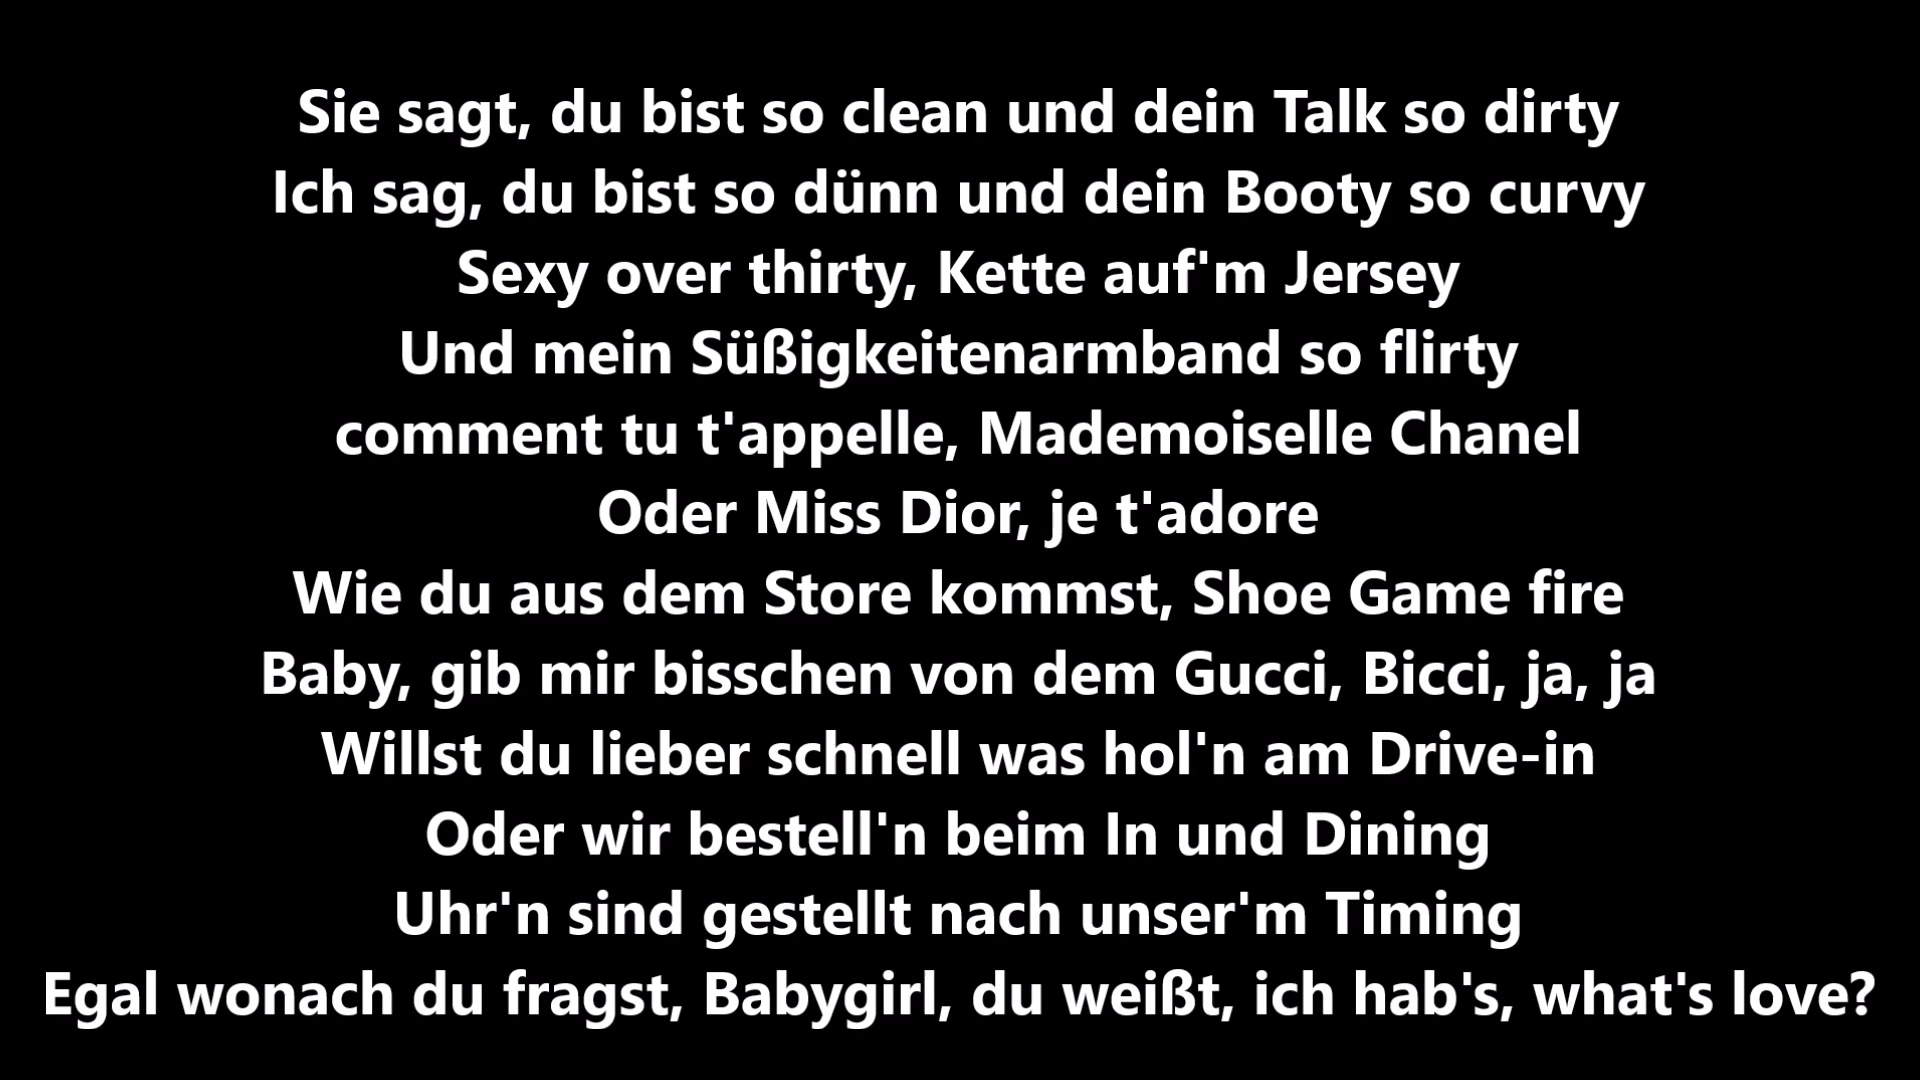 Sie sagt, du bist so clean und dein Talk so dirty
Ich sag, du bist so dünn und dein Booty so curvy
Sexy over thirty, Kette auf'm Jersey
Und mein Süßigkeitenarmband so flirty
comment tu t'appelle, Mademoiselle Chanel
Oder Miss Dior, je t'adore
Wie du aus dem Store kommst, Shoe Game fire
Baby, gib mir bisschen von dem Gucci, Bicci, ja, ja
Willst du lieber schnell was hol'n am Drive-in
Oder wir bestell'n beim In und Dining
Uhr'n sind gestellt nach unser'm Timing
Egal wonach du fragst, Babygirl, du weißt, ich hab's, what's love?